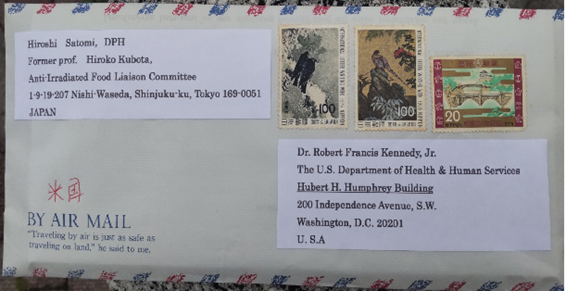 Hiroshi Satomi, DPH
Former prof. Hiroko Kubota,
Anti-Irradiated Food Liaison Committee
1-9-19-207 Nishi-Waseda, Shinjuku-ku, Tokyo 169-0051
JAPAN
100
100
20
Dr. Robert Francis Kennedy, Jr.
The U.S. Department of Health & Human Services
Hubert H. Humphrey Building
200 Independence Avenue, S.W.
Washington, D.C. 20201
U. S.A
米国
BY AIR MAIL
"Traveling by air is just as safe as
traveling on land," he said to me.